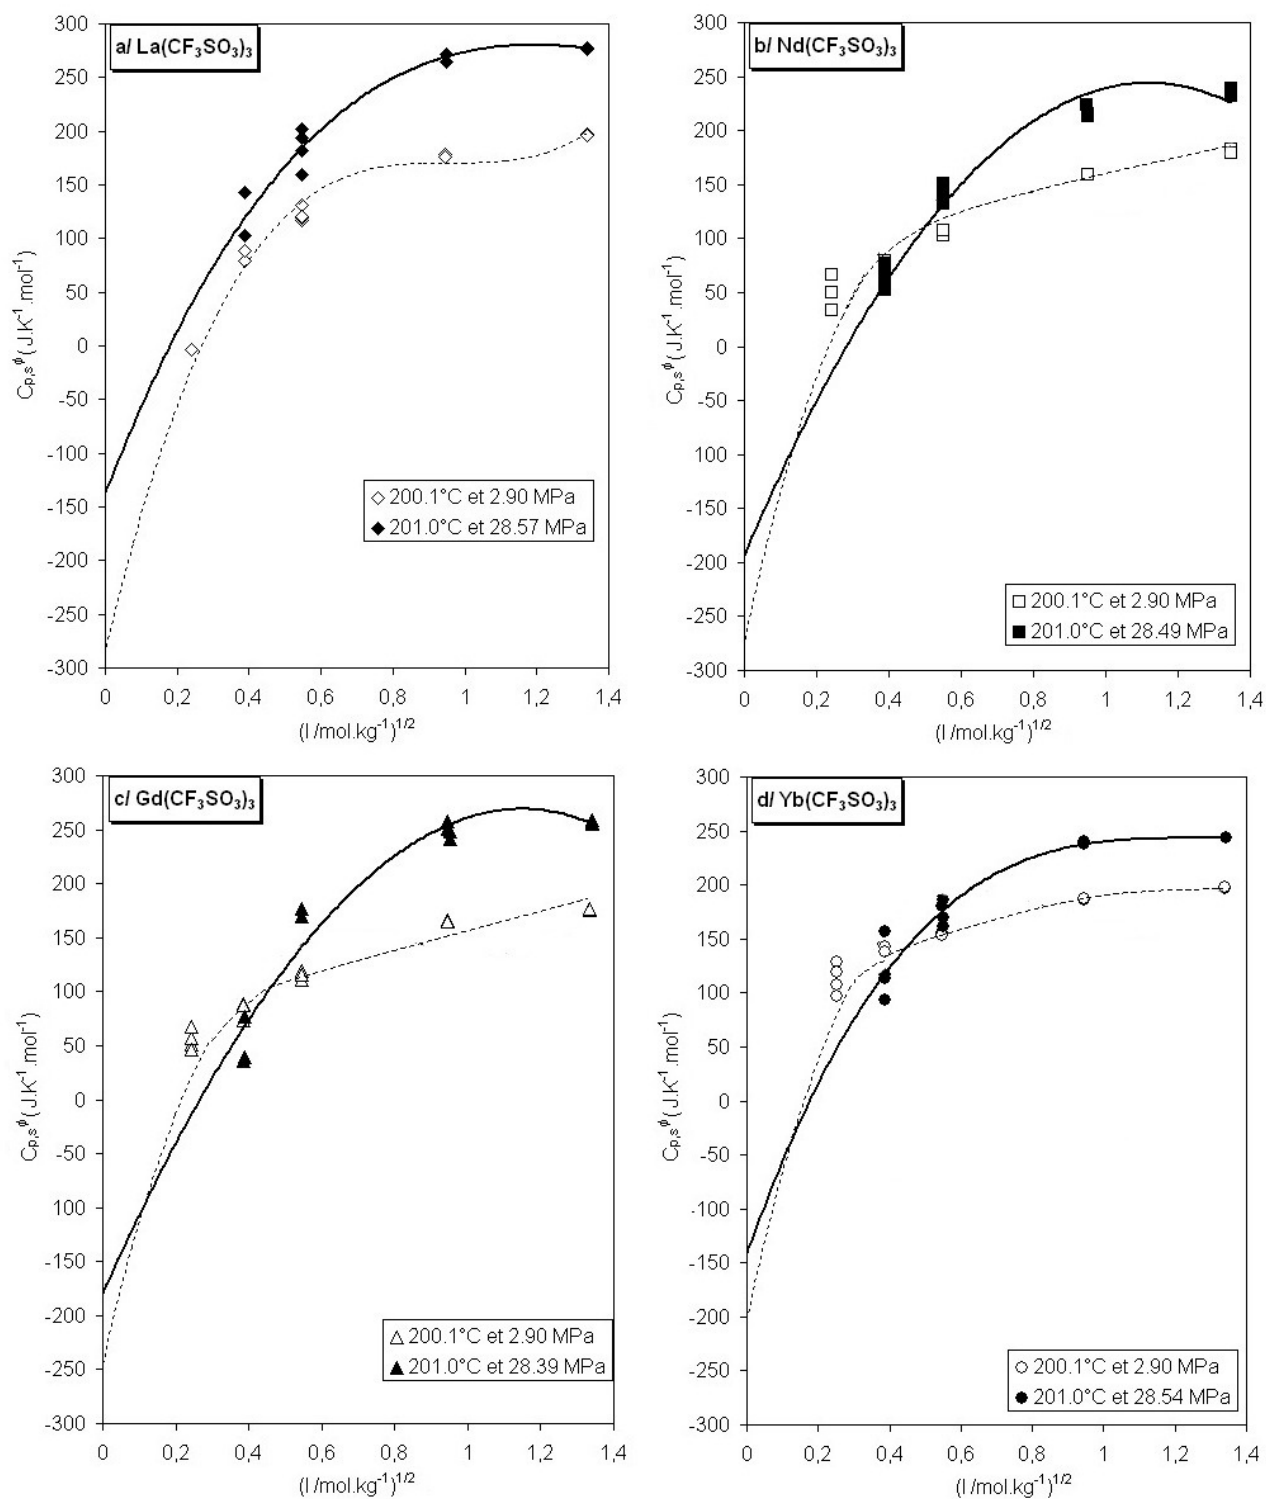 a/ La(CF₃SO₃)₃
300
250
200
150
100
50
0
-50
-100
-150
-200
-250
-300
Cp,s^ϕ (J.K⁻¹.mol⁻¹)
200.1°C et 2.90 MPa
201.0°C et 28.57 MPa
0 0,2 0,4 0,6 0,8 1 1,2 1,4
(I /mol.kg⁻¹)^1/2
b/ Nd(CF₃SO₃)₃
300
250
200
150
100
50
0
-50
-100
-150
-200
-250
-300
Cp,s^ϕ (J.K⁻¹.mol⁻¹)
200.1°C et 2.90 MPa
201.0°C et 28.49 MPa
0 0,2 0,4 0,6 0,8 1 1,2 1,4
(I /mol.kg⁻¹)^1/2
c/ Gd(CF₃SO₃)₃
300
250
200
150
100
50
0
-50
-100
-150
-200
-250
-300
Cp,s^ϕ (J.K⁻¹.mol⁻¹)
200.1°C et 2.90 MPa
201.0°C et 28.39 MPa
0 0,2 0,4 0,6 0,8 1 1,2 1,4
(I /mol.kg⁻¹)^1/2
d/ Yb(CF₃SO₃)₃
300
250
200
150
100
50
0
-50
-100
-150
-200
-250
-300
Cp,s^ϕ (J.K⁻¹.mol⁻¹)
200.1°C et 2.90 MPa
201.0°C et 28.54 MPa
0 0,2 0,4 0,6 0,8 1 1,2 1,4
(I /mol.kg⁻¹)^1/2